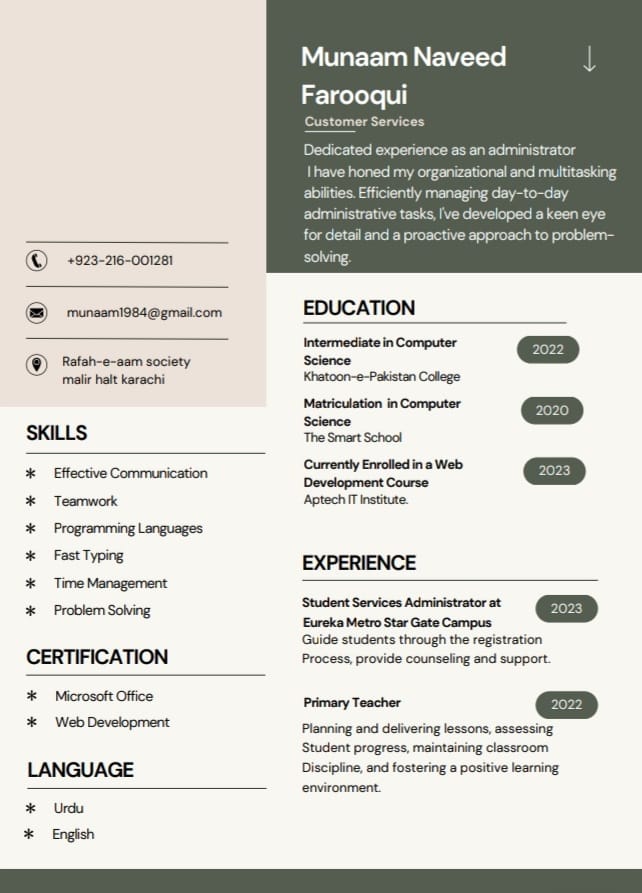 Munaam Naveed
Farooqui
Customer Services
Dedicated experience as an administrator
I have honed my organizational and multitasking
abilities. Efficiently managing day-to-day
administrative tasks, I've developed a keen eye
for detail and a proactive approach to problem-
solving.
+923-216-001281
munaam1984@gmail.com
Rafah-e-aam society
malir halt karachi
SKILLS
Effective Communication
Teamwork
Programming Languages
Fast Typing
Time Management
Problem Solving
CERTIFICATION
Microsoft Office
Web Development
LANGUAGE
Urdu
English
EDUCATION
Intermediate in Computer
Science
2022
Khatoon-e-Pakistan College
Matriculation in Computer
Science
2020
The Smart School
Currently Enrolled in a Web
Development Course
2023
Aptech IT Institute.
EXPERIENCE
Student Services Administrator at
Eureka Metro Star Gate Campus
2023
Guide students through the registration
Process, provide counseling and support.
Primary Teacher
2022
Planning and delivering lessons, assessing
Student progress, maintaining classroom
Discipline, and fostering a positive learning
environment.